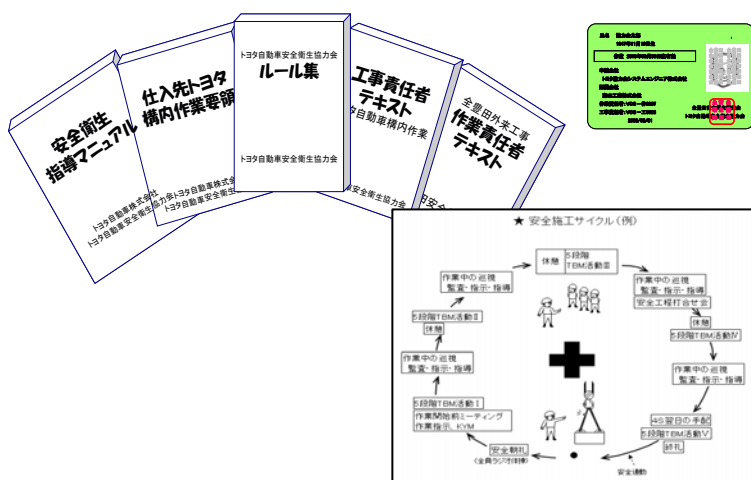 安全衛生
指導マニュアル
トヨタ自動車株式会社
トヨタ自動車安全衛生協力会
仕入先トヨタ
構内作業要領
トヨタ自動車株式会社
トヨタ自動車安全衛生
トヨタ自動車安全衛生協力会
ルール集
トヨタ自動車安全衛生協力会
工事責任者
テキスト
自動車構内作業
全豊田外来工事
作業責任者
テキスト
氏名
★ 安全施工サイクル(例)
休憩
5段階
TBM活動Ⅲ
作業中の巡視
監査・指示・指導
安全工程打合せ会
休憩
5段階TBM活動Ⅳ
作業中の巡視
監査・指示・指導
4S翌日の手配
5段階TBM活動Ⅴ
終礼
安全通勤
安全朝礼
(全員ラジオ体操)
作業開始前ミーティング
作業指示、KYM
5段階TBM活動Ⅰ
作業中の巡視
監査・指示・指導
休憩
5段階TBM活動Ⅱ
作業中の巡視
監査・指示・指導